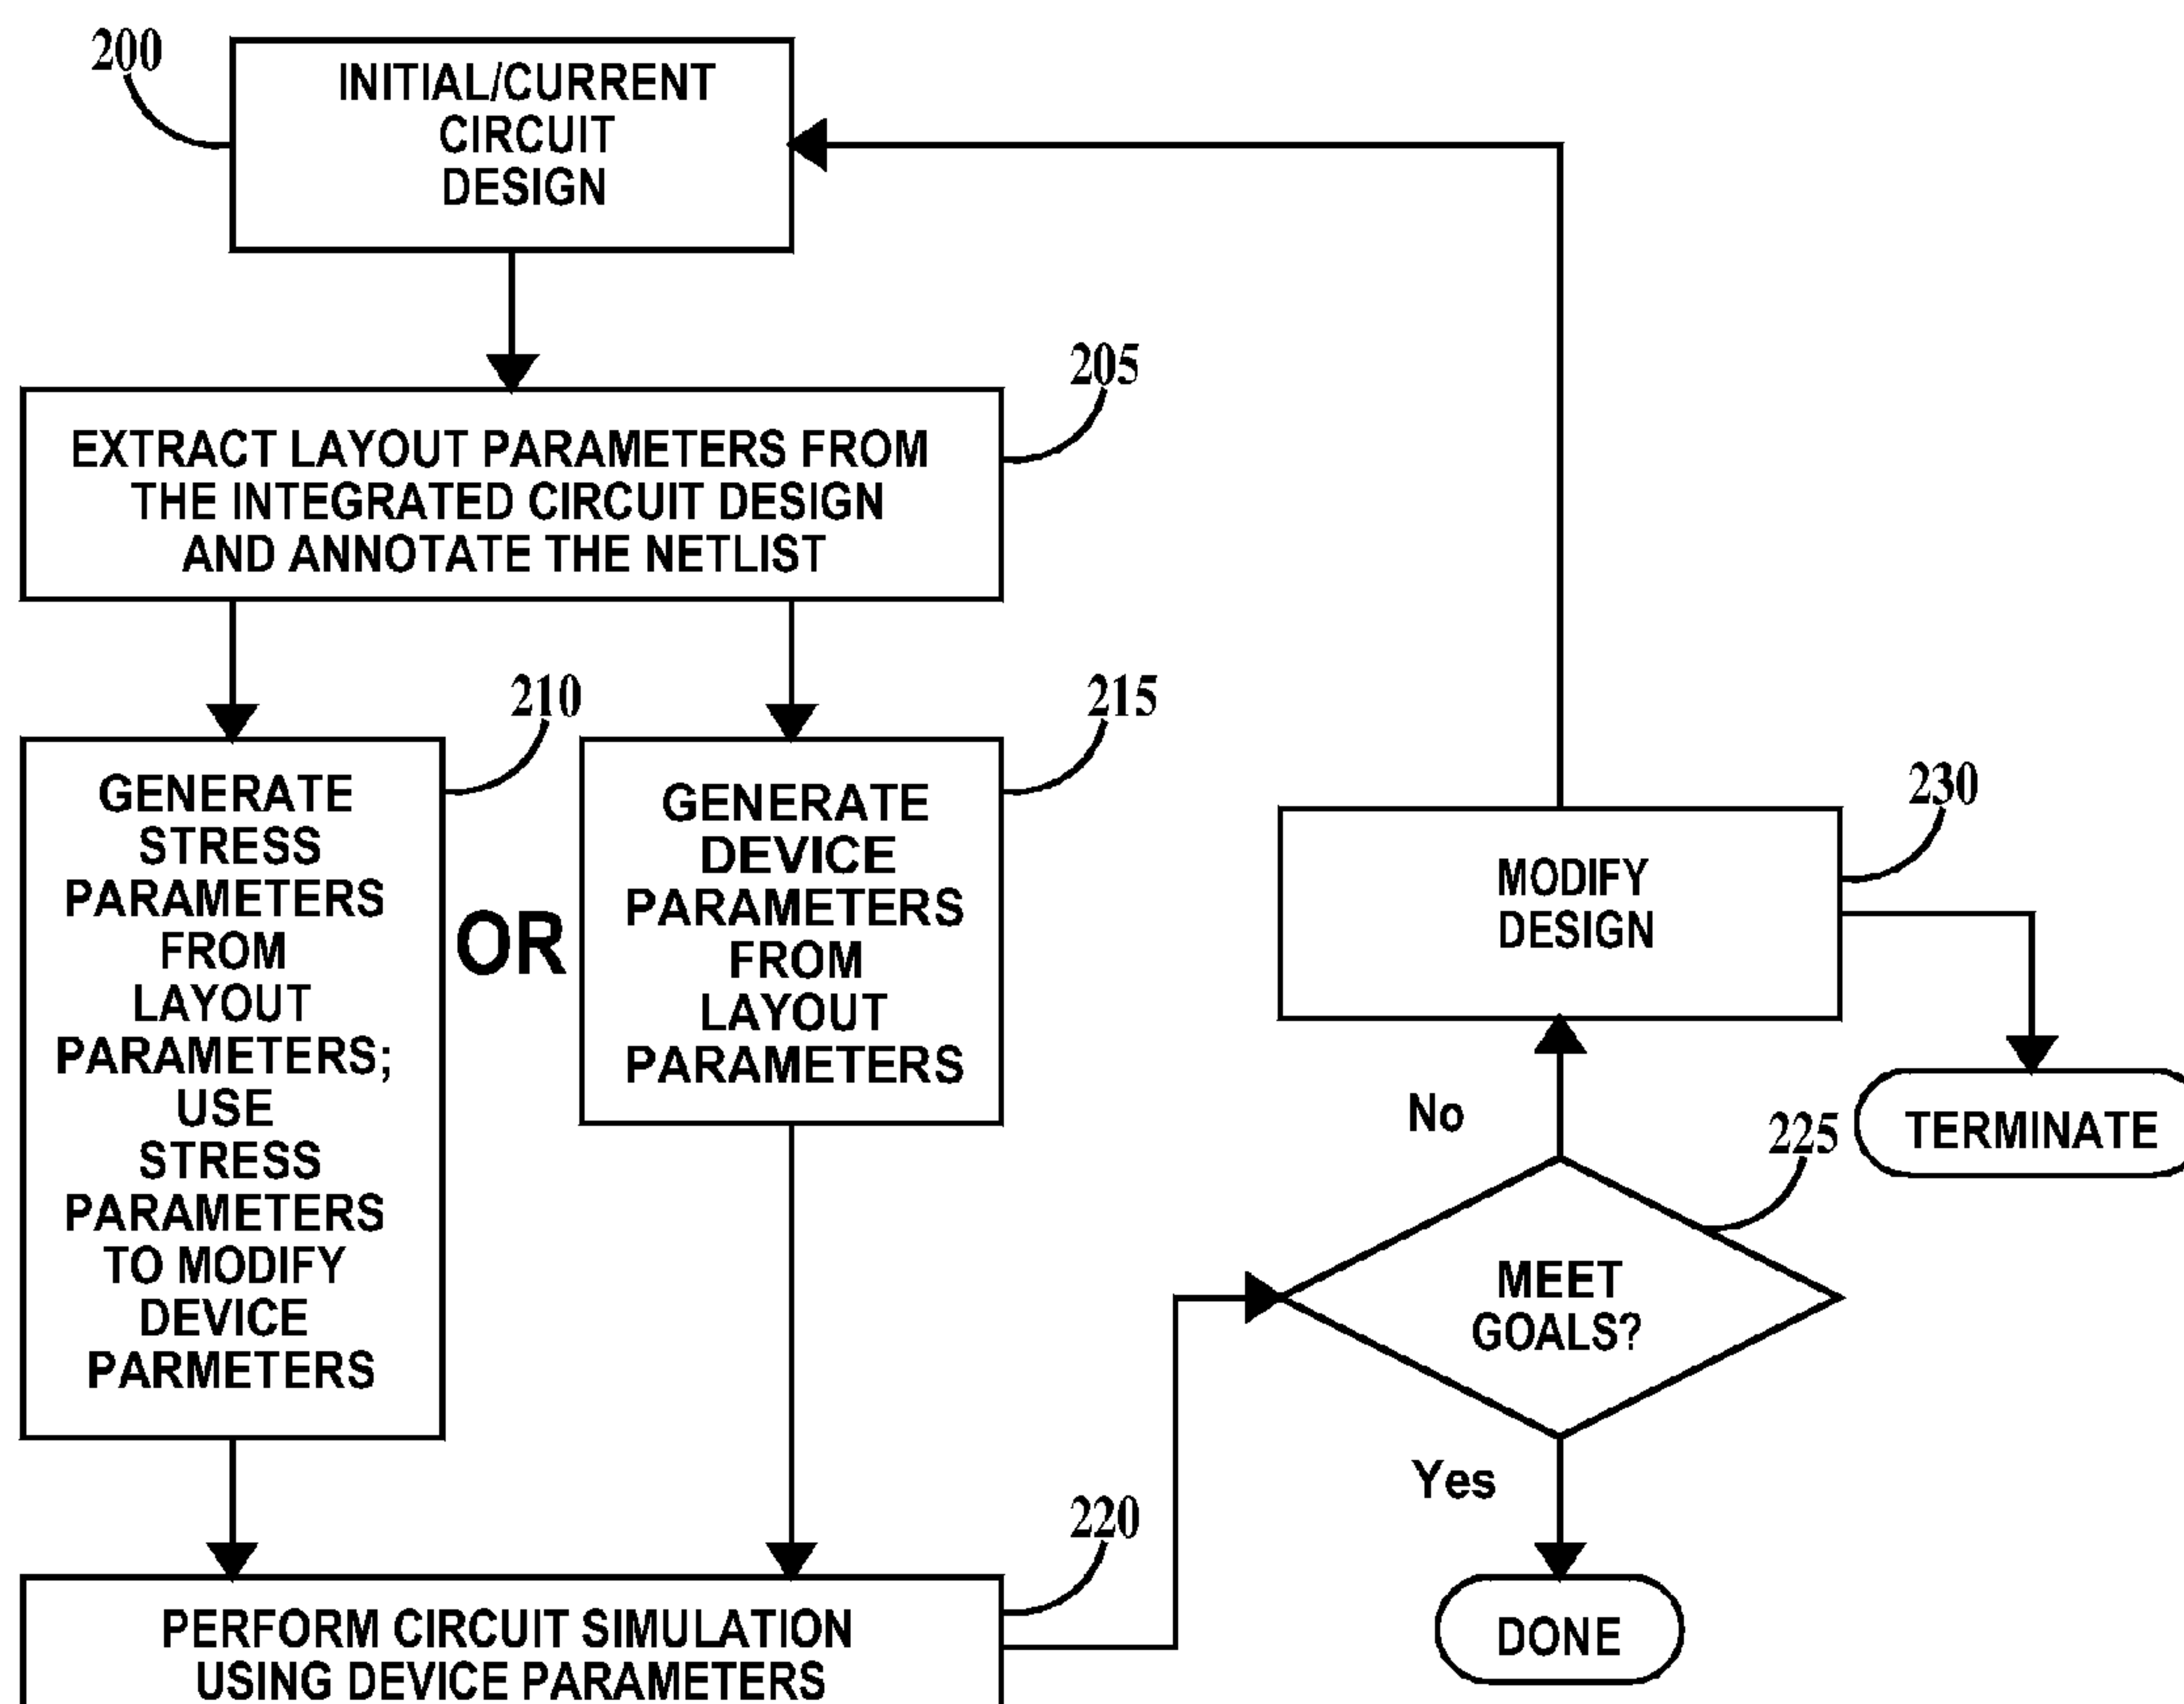 200
INITIAL/CURRENT
CIRCUIT
DESIGN
205
EXTRACT LAYOUT PARAMETERS FROM
THE INTEGRATED CIRCUIT DESIGN
AND ANNOTATE THE NETLIST
210
GENERATE
STRESS
PARAMETERS
FROM
LAYOUT
PARAMETERS;
USE
STRESS
PARAMETERS
TO MODIFY
DEVICE
PARMETERS
OR
215
GENERATE
DEVICE
PARAMETERS
FROM
LAYOUT
PARAMETERS
220
PERFORM CIRCUIT SIMULATION
USING DEVICE PARAMETERS
230
MODIFY
DESIGN
TERMINATE
No
225
MEET
GOALS?
Yes
DONE